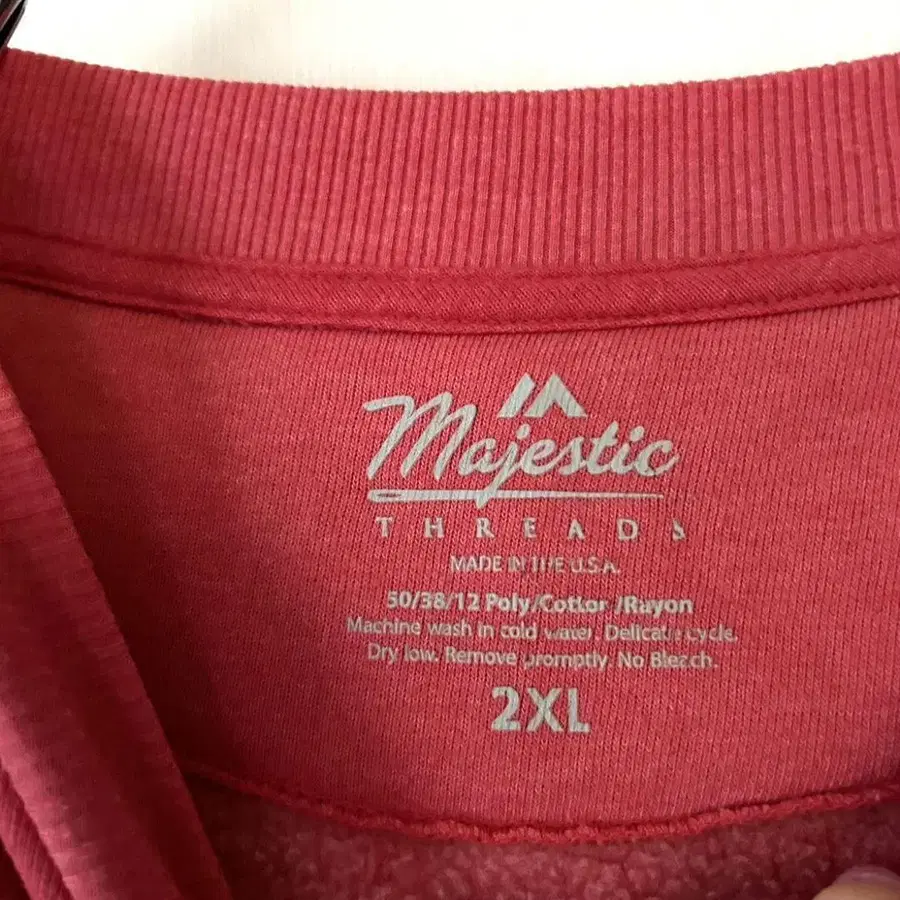 Majestic
THREADS
MADE IN THE U.S.A.
50/38/12 Poly/Cotton/Rayon
Machine wash in cold water. Delicate cycle.
Dry low. Remove promptly. No Bleach.
2XL